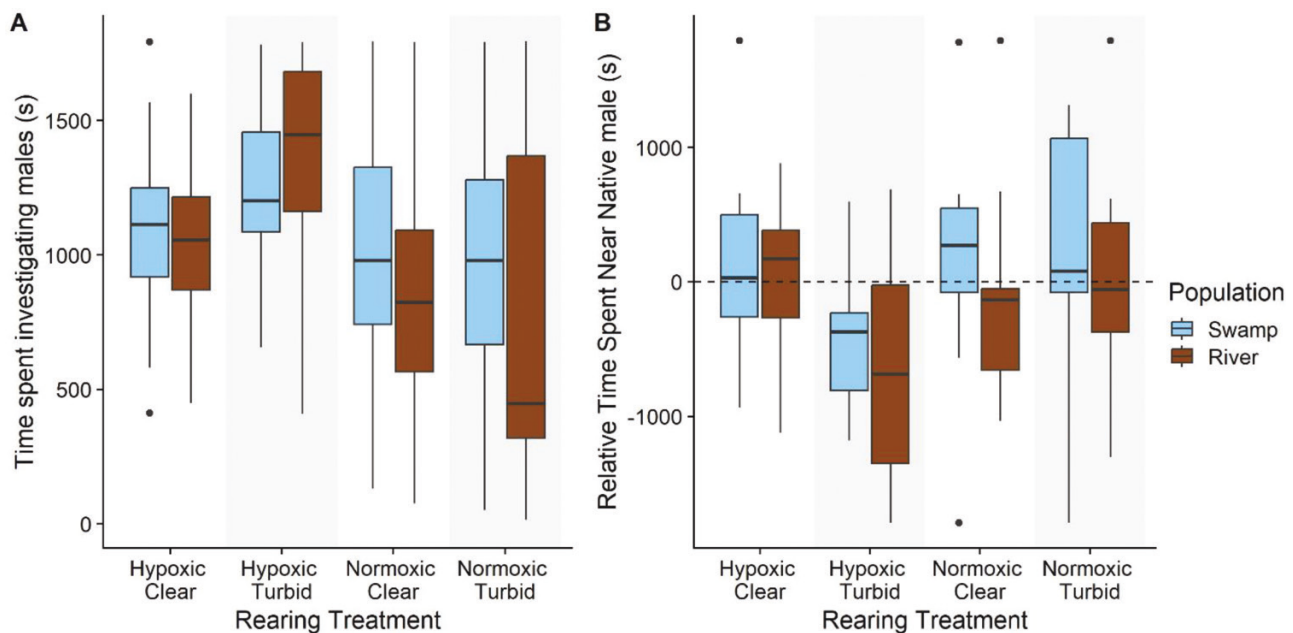 A
Time spent investigating males (s)
1500
1000
500
0
Hypoxic Clear
Hypoxic Turbid
Normoxic Clear
Normoxic Turbid
Rearing Treatment
B
Relative Time Spent Near Native male (s)
1000
0
-1000
Hypoxic Clear
Hypoxic Turbid
Normoxic Clear
Normoxic Turbid
Rearing Treatment
Population
Swamp
River